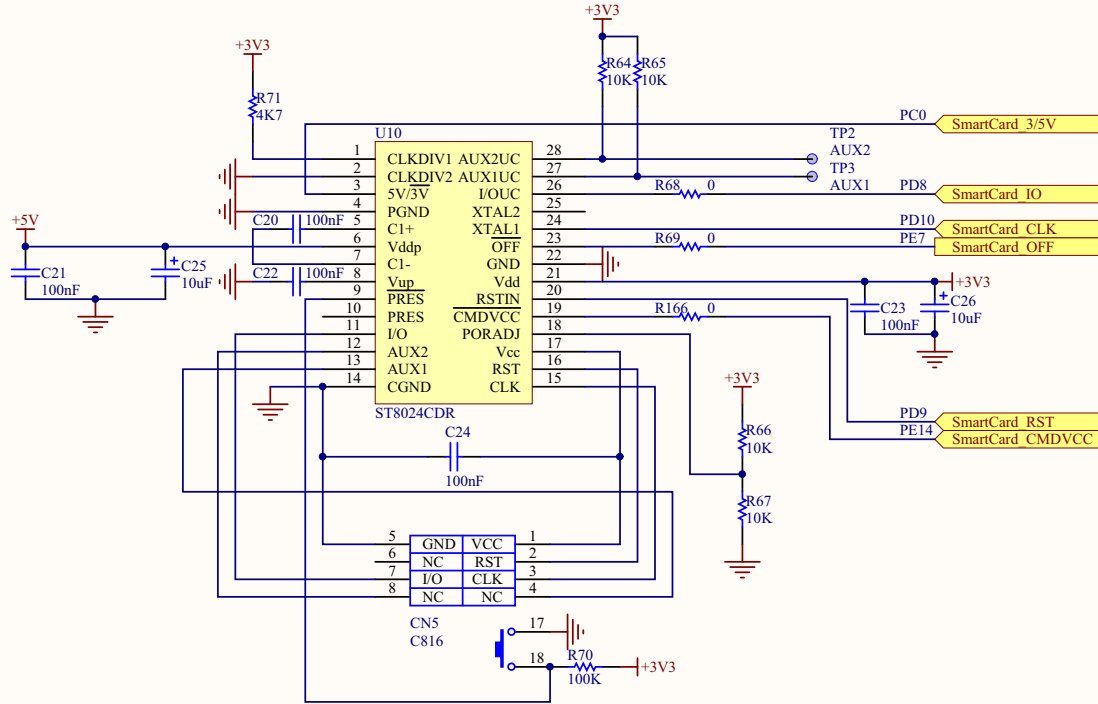 +3V3
+3V3
R64
10K
R65
10K
R71
4K7
PC0
SmartCard_3/5V
U10
TP2
AUX2
TP3
AUX1
1
CLKDIV1
AUX2UC
28
2
CLKDIV2
AUX1UC
27
3
5V/3V
I/OUC
26
R68
0
PD8
SmartCard_IO
4
PGND
XTAL2
25
+5V
C20
100nF
5
C1+
XTAL1
24
PD10
SmartCard_CLK
6
Vddp
OFF
23
R69
0
PE7
SmartCard_OFF
7
C1-
GND
22
C21
100nF
C25
10uF
C22
100nF
8
Vup
Vdd
21
+3V3
9
PRES
RSTIN
20
C23
100nF
C26
10uF
10
PRES
CMDVCC
19
R166
0
11
I/O
PORADJ
18
12
AUX2
Vcc
17
13
AUX1
RST
16
14
CGND
CLK
15
+3V3
ST8024CDR
PD9
SmartCard_RST
PE14
SmartCard_CMDVCC
C24
100nF
R66
10K
R67
10K
5
GND
VCC
1
6
NC
RST
2
7
I/O
CLK
3
8
NC
NC
4
CN5
C816
17
18
R70
100K
+3V3